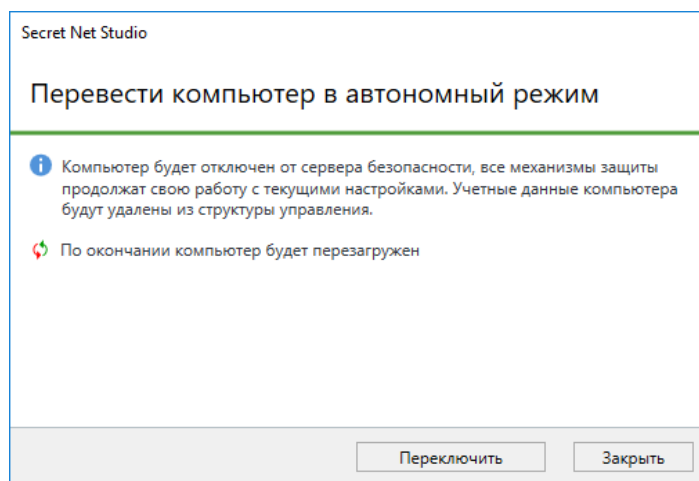 Secret Net Studio
Перевести компьютер в автономный режим
Компьютер будет отключен от сервера безопасности, все механизмы защиты
продолжат свою работу с текущими настройками. Учетные данные компьютера
будут удалены из структуры управления.
По окончании компьютер будет перезагружен
Переключить
Закрыть